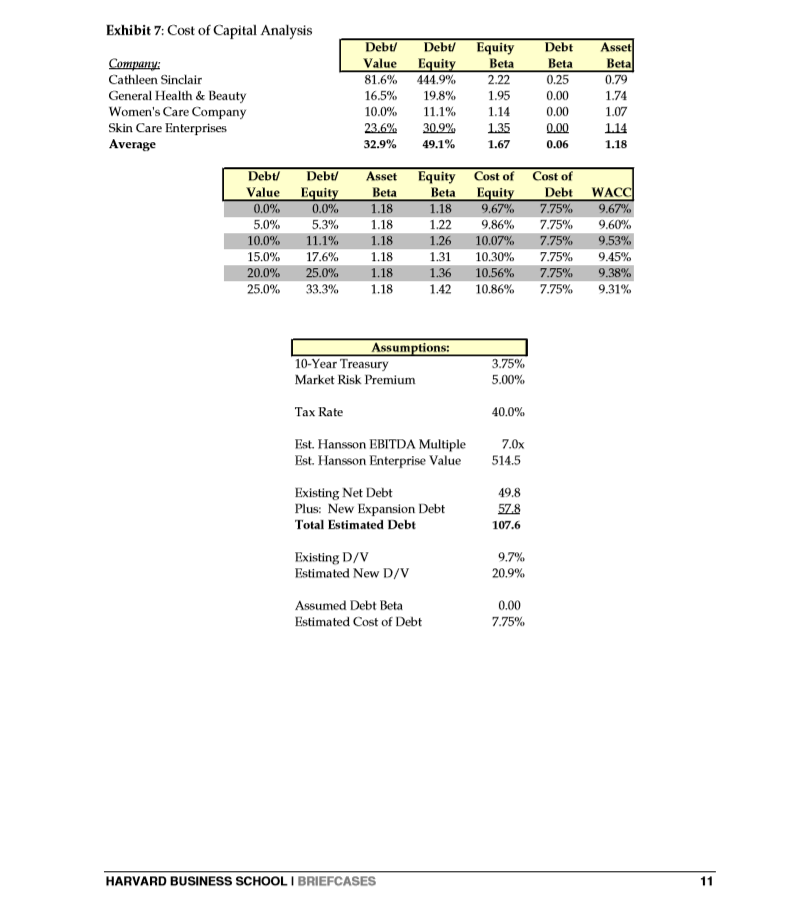 Exhibit 7: Cost of Capital Analysis
Debt/ Debt/ Equity Debt Asset
Company: Value Equity Beta Beta Beta
Cathleen Sinclair 81.6% 444.9% 2.22 0.25 0.79
General Health & Beauty 16.5% 19.8% 1.95 0.00 1.74
Women's Care Company 10.0% 11.1% 1.14 0.00 1.07
Skin Care Enterprises 23.6% 30.9% 1.35 0.00 1.14
Average 32.9% 49.1% 1.67 0.06 1.18
Debt/ Debt/ Asset Equity Cost of Cost of
Value Equity Beta Beta Equity Debt WACC
0.0% 0.0% 1.18 1.18 9.67% 7.75% 9.67%
5.0% 5.3% 1.18 1.22 9.86% 7.75% 9.60%
10.0% 11.1% 1.18 1.26 10.07% 7.75% 9.53%
15.0% 17.6% 1.18 1.31 10.30% 7.75% 9.45%
20.0% 25.0% 1.18 1.36 10.56% 7.75% 9.38%
25.0% 33.3% 1.18 1.42 10.86% 7.75% 9.31%
Assumptions:
10-Year Treasury 3.75%
Market Risk Premium 5.00%
Tax Rate 40.0%
Est. Hansson EBITDA Multiple 7.0x
Est. Hansson Enterprise Value 514.5
Existing Net Debt 49.8
Plus: New Expansion Debt 57.8
Total Estimated Debt 107.6
Existing D/V 9.7%
Estimated New D/V 20.9%
Assumed Debt Beta 0.00
Estimated Cost of Debt 7.75%
HARVARD BUSINESS SCHOOL | BRIEFCASES 11